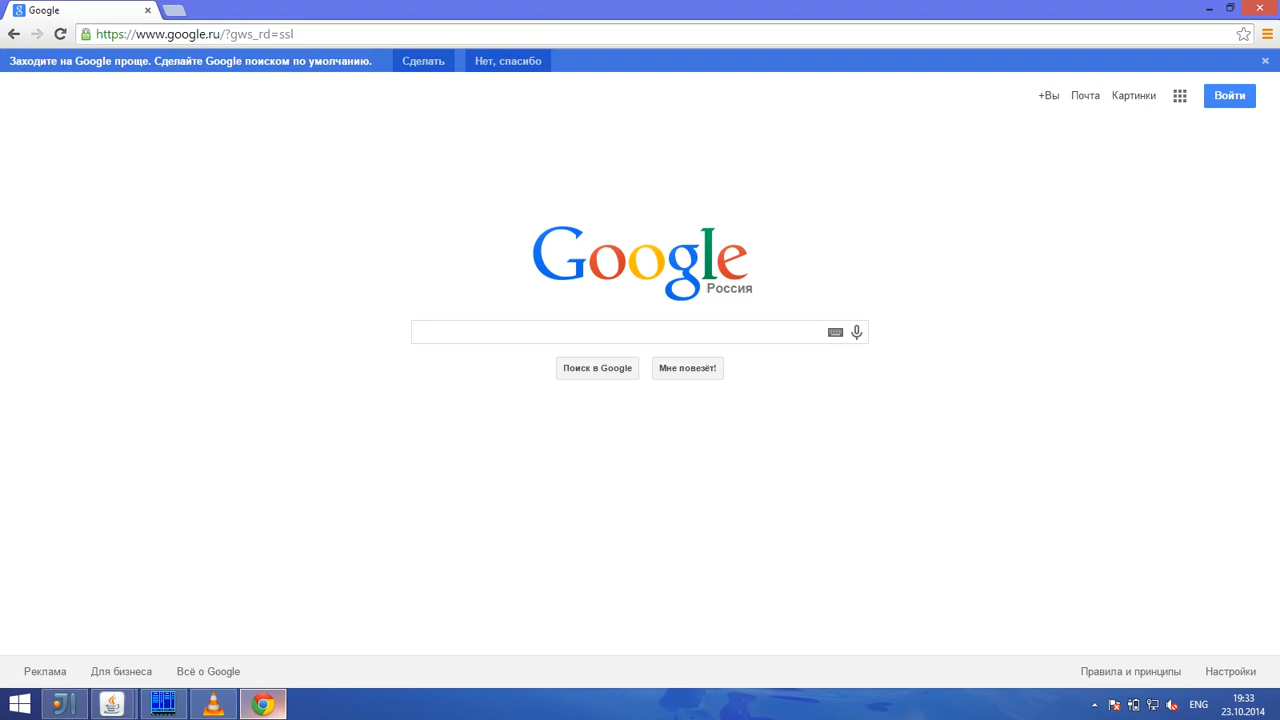 Google
https://www.google.ru/?gws_rd=ssl
Заходите на Google проще. Сделайте Google поиском по умолчанию. Сделать Нет, спасибо
+Вы Почта Картинки Войти
Google
Россия
Поиск в Google Мне повезёт!
Реклама Для бизнеса Всё о Google Правила и принципы Настройки
ENG 19:33
23.10.2014